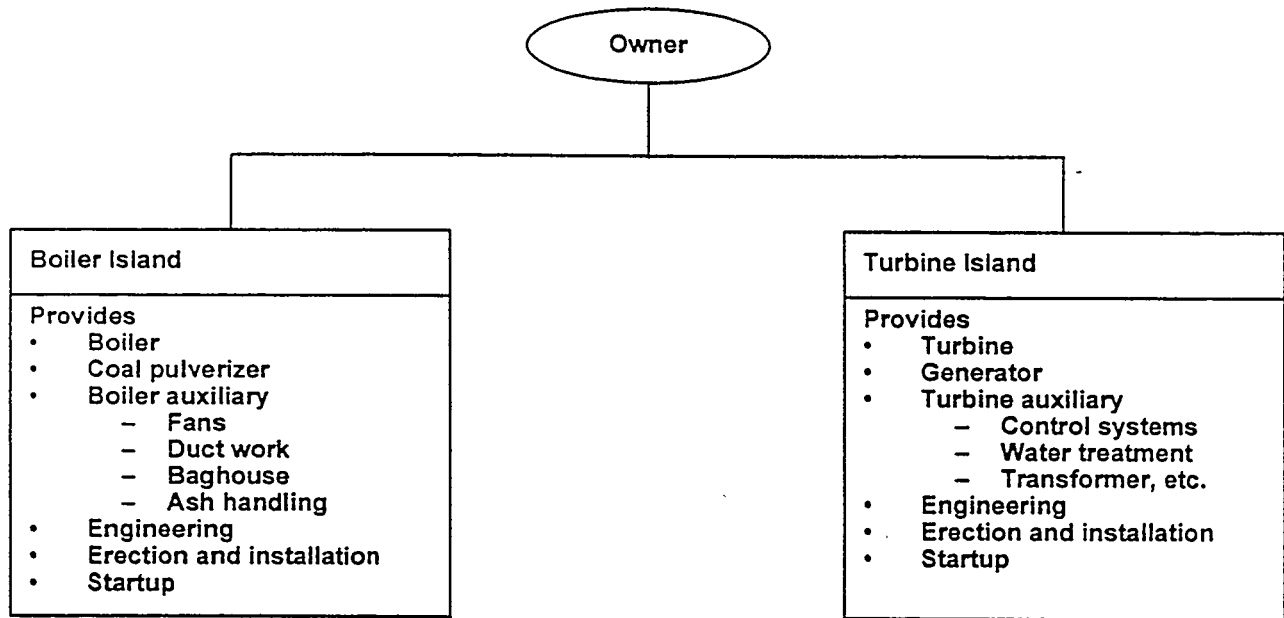 Owner
Boiler Island
Provides
• Boiler
• Coal pulverizer
• Boiler auxiliary
– Fans
– Duct work
– Baghouse
– Ash handling
• Engineering
• Erection and installation
• Startup
Turbine Island
Provides
• Turbine
• Generator
• Turbine auxiliary
– Control systems
– Water treatment
– Transformer, etc.
• Engineering
• Erection and installation
• Startup